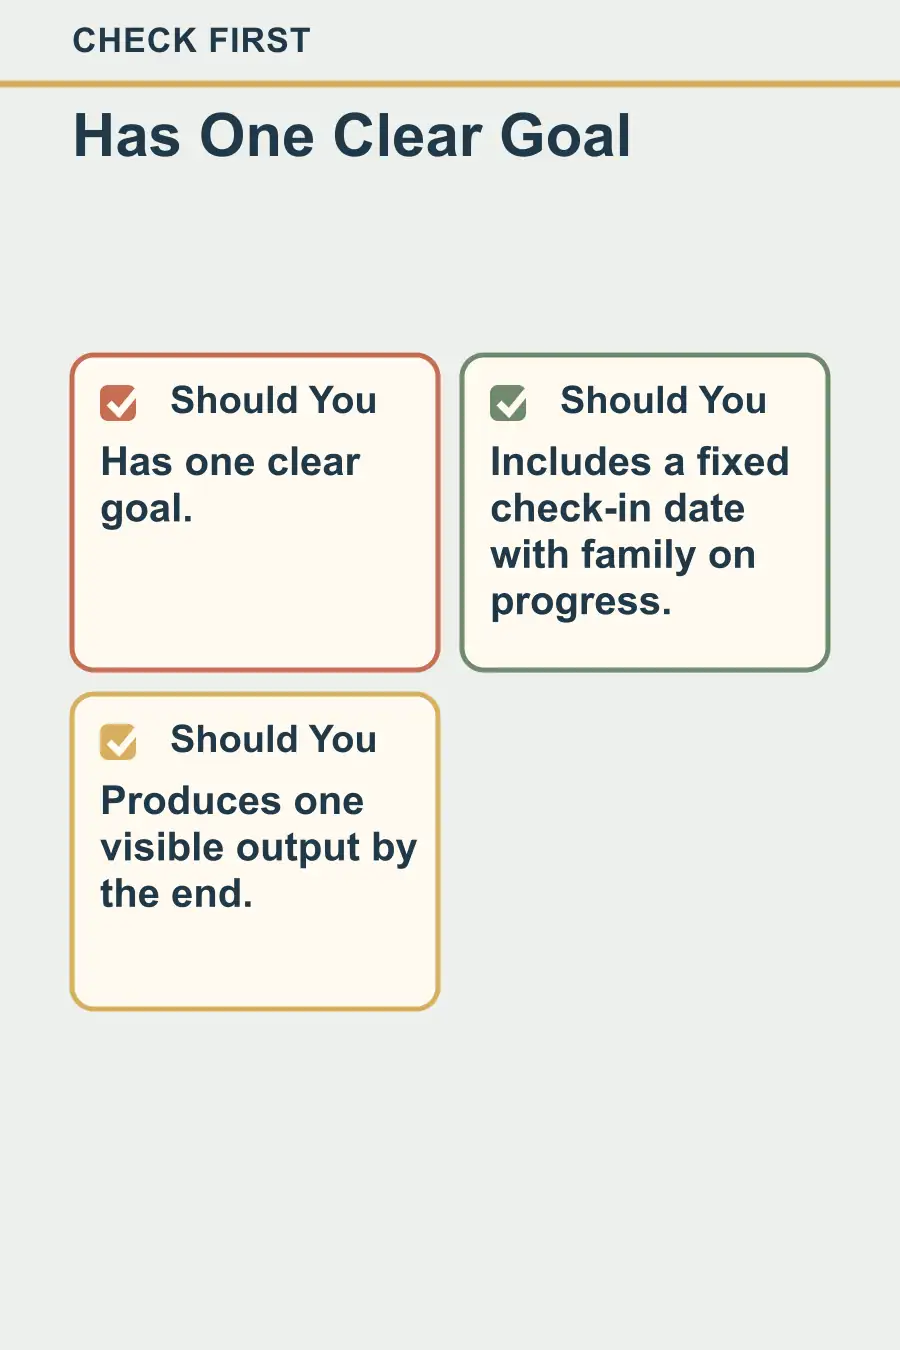 CHECK FIRST
Has One Clear Goal
Should You
Has one clear
goal.
Should You
Includes a fixed
check-in date
with family on
progress.
Should You
Produces one
visible output by
the end.